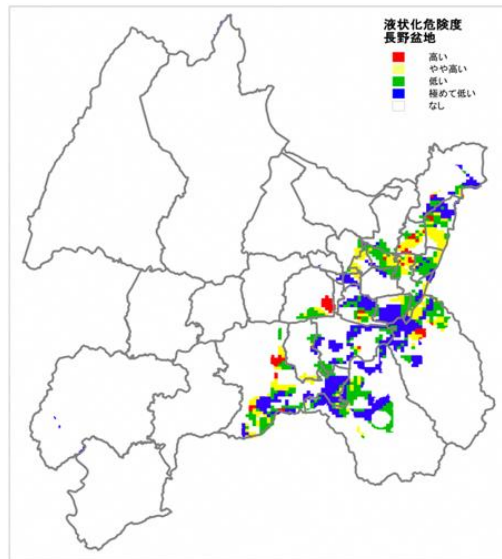 液状化危険度
長野盆地
高い
やや高い
低い
極めて低い
なし